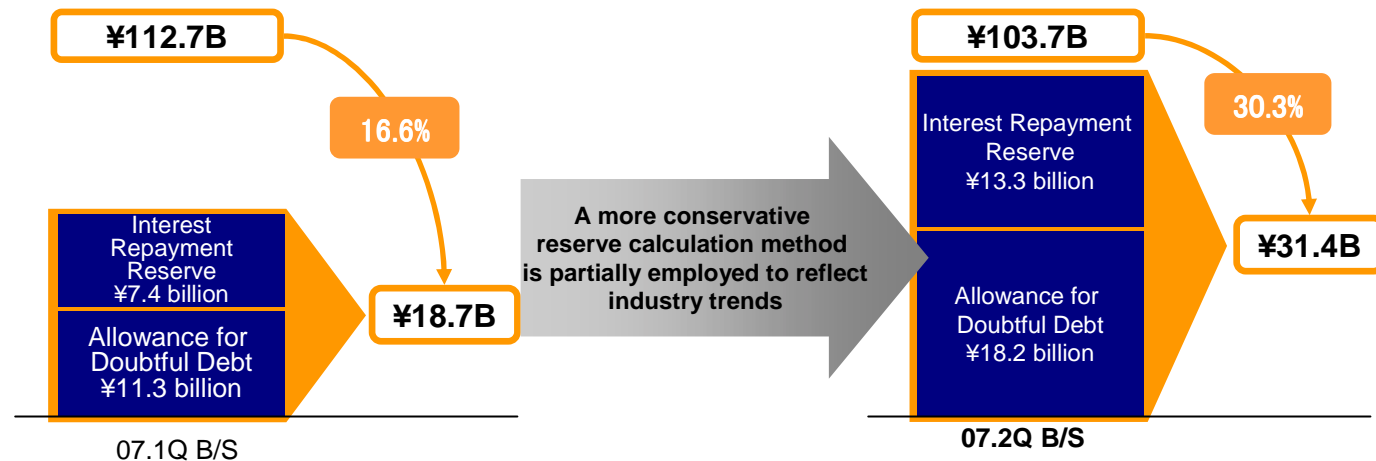 ¥112.7B
16.6%
Interest
Repayment
Reserve
¥7.4 billion
Allowance for
Doubtful Debt
¥11.3 billion
¥18.7B
07.1Q B/S
A more conservative
reserve calculation method
is partially employed to reflect
industry trends
¥103.7B
30.3%
Interest Repayment
Reserve
¥13.3 billion
Allowance for
Doubtful Debt
¥18.2 billion
¥31.4B
07.2Q B/S